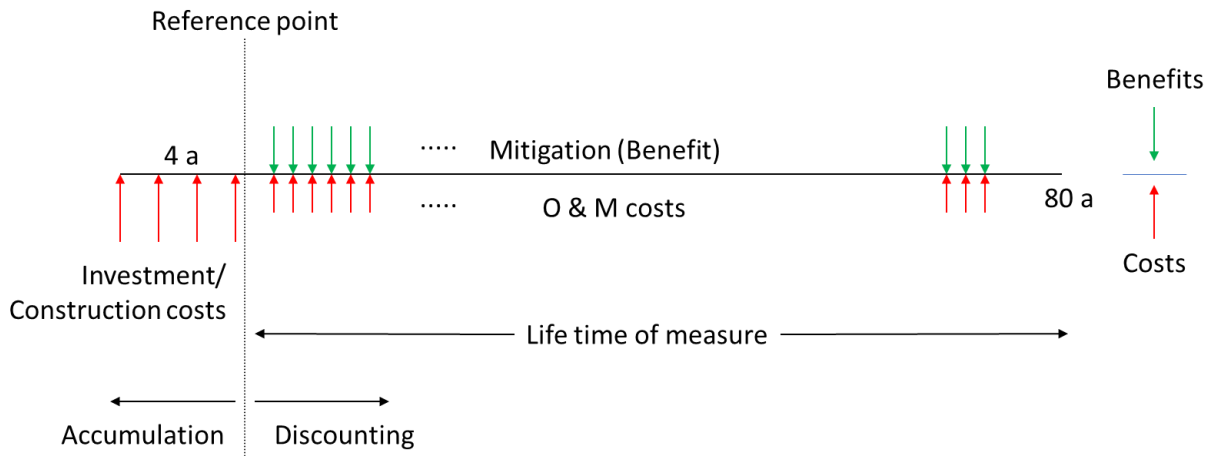 Reference point
Benefits
4 a
..... Mitigation (Benefit)
..... O & M costs
80 a
Investment/
Construction costs
Costs
Life time of measure
Accumulation
Discounting